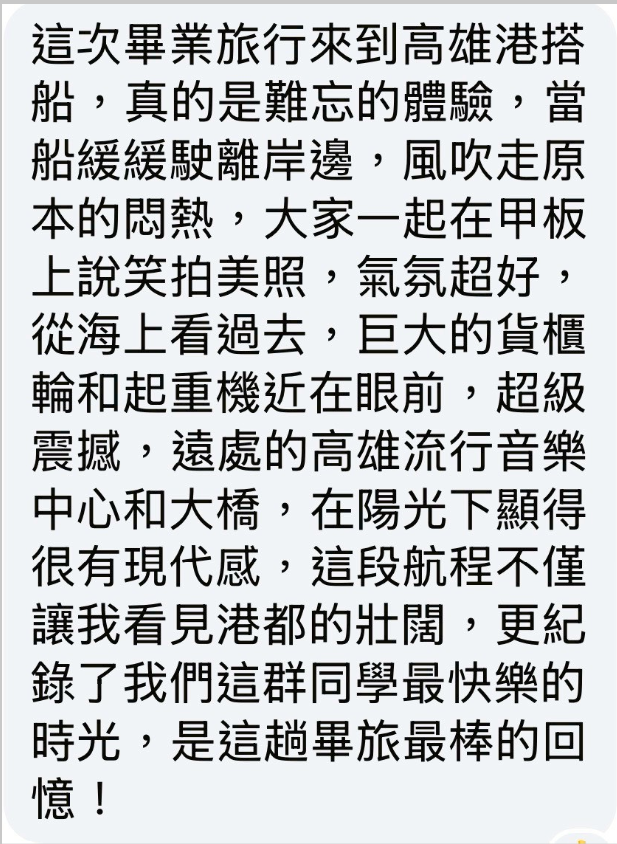 這次畢業旅行來到高雄港搭
船，真的是難忘的體驗，當
船緩緩駛離岸邊，風吹走原
本的悶熱，大家一起在甲板
上說笑拍美照，氣氛超好，
從海上看過去，巨大的貨櫃
輪和起重機近在眼前，超級
震撼，遠處的高雄流行音樂
中心和大橋，在陽光下顯得
很有現代感，這段航程不僅
讓我看見港都的壯闊，更紀
錄了我們這群同學最快樂的
時光，是這趟畢旅最棒的回
憶！